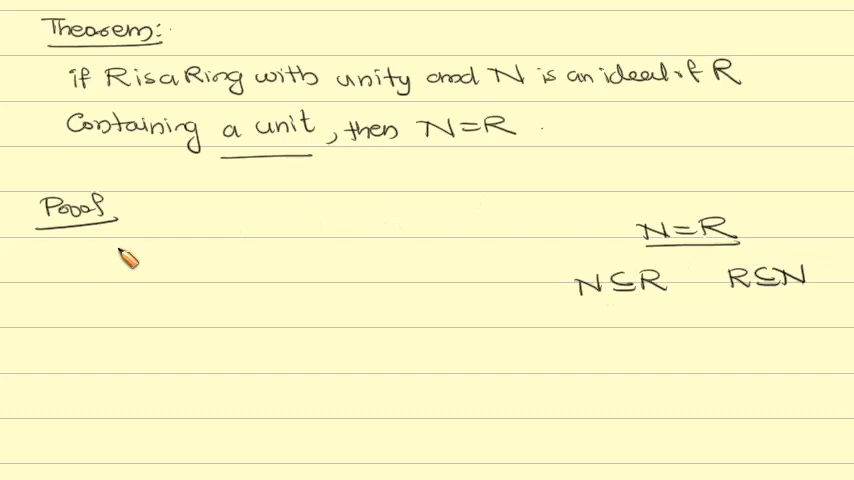 Theorem:
if R is a Ring with unity and N is an ideal of R
Containing a unit, then N=R.
Proof
N=R
N⊆R R⊆N